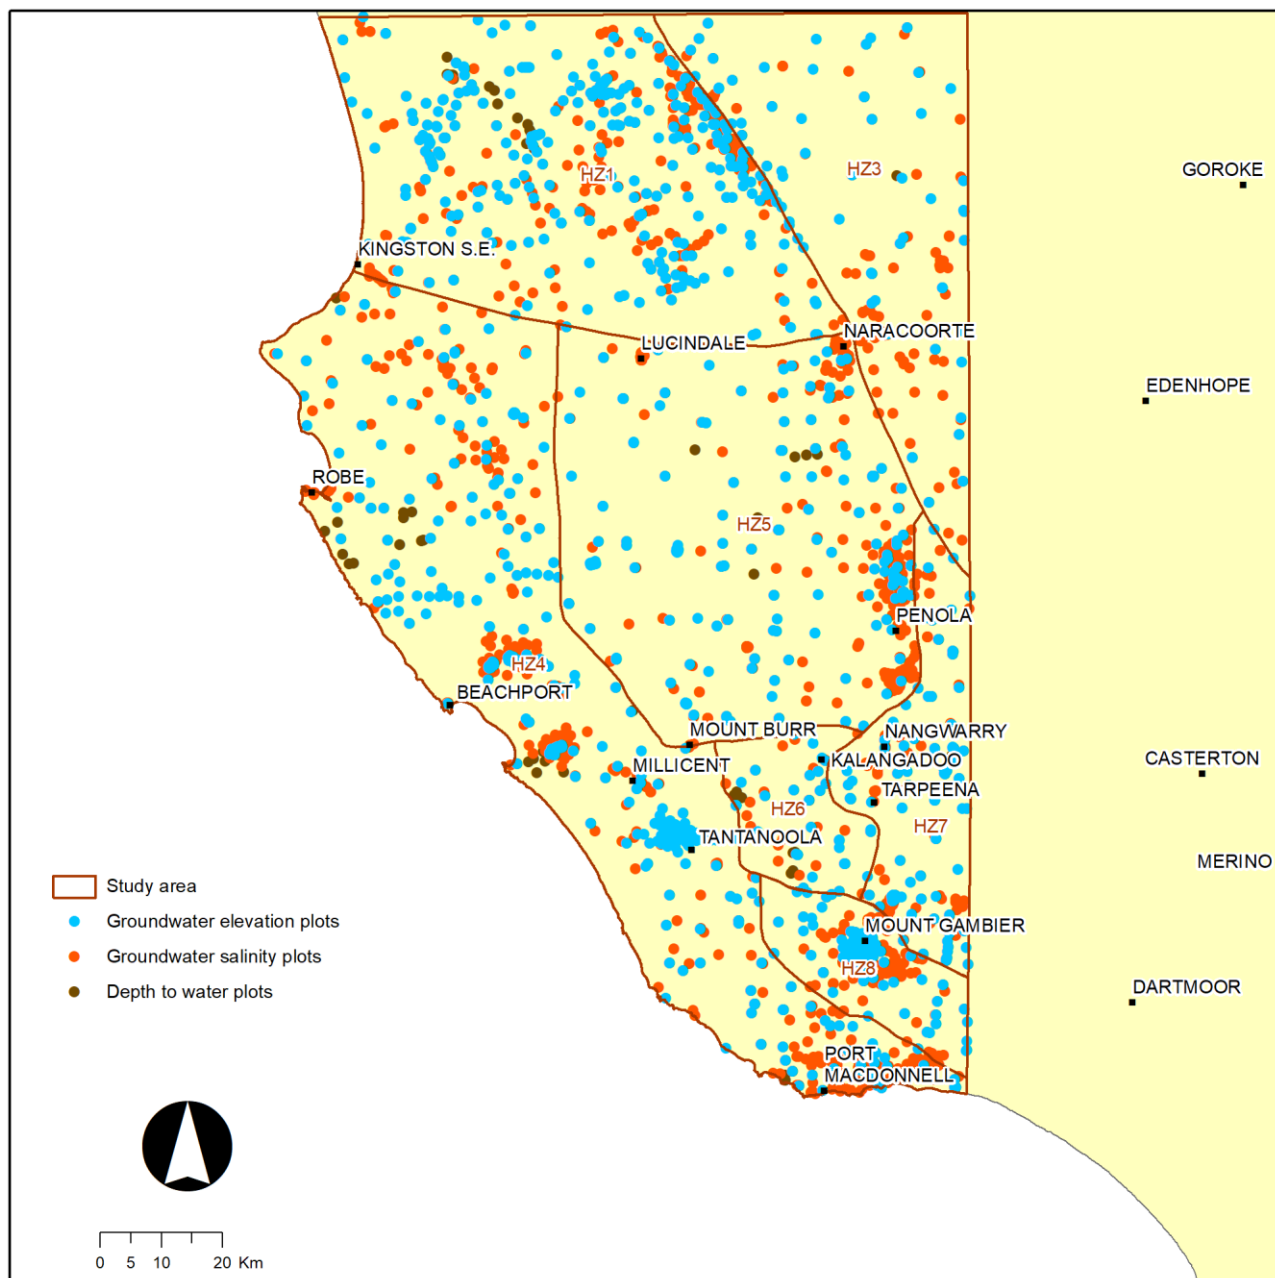 GOROKE
HZ3
HZ1
KINGSTON S.E.
NARACOORTE
LUCINDALE
EDENHOPE
ROBE
HZ5
PENOLA
HZ4
BEACHPORT
MOUNT BURR
NANGWARRY
KALANGADOO
CASTERTON
MILLICENT
TARPEENA
HZ6
HZ7
TANTANOOLA
MERINO
Study area
Groundwater elevation plots
MOUNT GAMBIER
Groundwater salinity plots
HZ8
DARTMOOR
Depth to water plots
PORT
MACDONNELL
0 5 10 20 Km